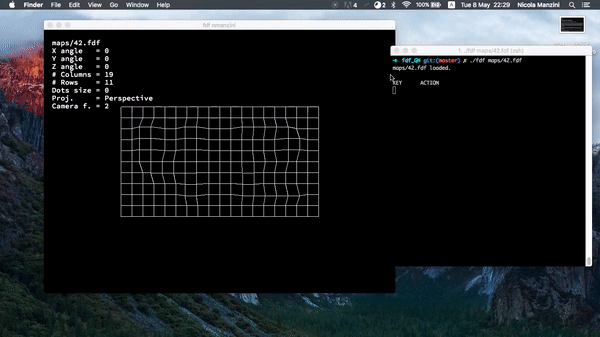 Finder File Edit View Go Window Help
2 100% A Tue 8 May 22:29 Nicola Manzini
fdf nmanzini
maps/42.fdf
X angle = 0
Y angle = 0
Z angle = 0
# Columns = 19
# Rows = 11
Dots size = 0
Proj. = Perspective
Camera f. = 2
1. ../fdf maps/42.fdf (zsh)
fdf_GH git:(master) ✗ ./fdf maps/42.fdf
maps/42.fdf loaded.
KEY ACTION